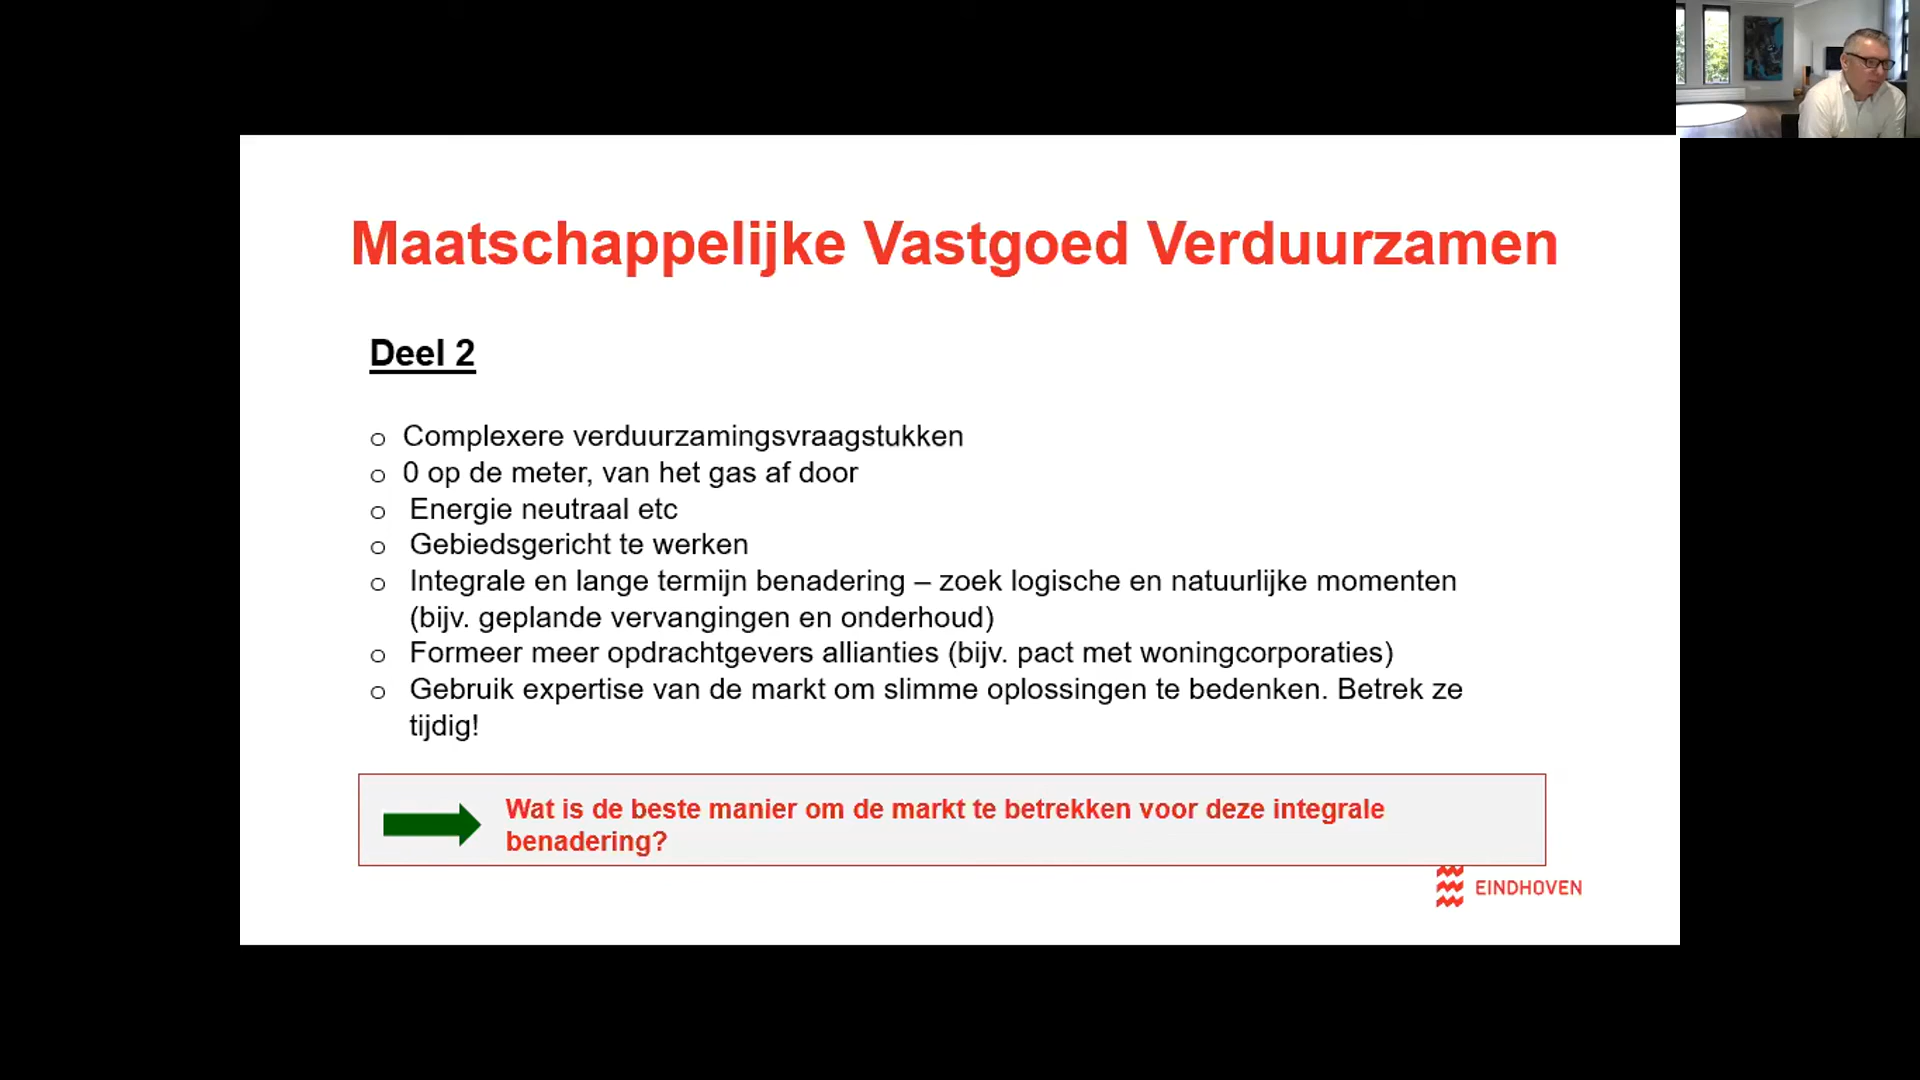 Maatschappelijke Vastgoed Verduurzamen
Deel 2
o Complexere verduurzamingsvraagstukken
o 0 op de meter, van het gas af door
o Energie neutraal etc
o Gebiedsgericht te werken
o Integrale en lange termijn benadering – zoek logische en natuurlijke momenten
(bijv. geplande vervangingen en onderhoud)
o Formeer meer opdrachtgevers allianties (bijv. pact met woningcorporaties)
o Gebruik expertise van de markt om slimme oplossingen te bedenken. Betrek ze
tijdig!
Wat is de beste manier om de markt te betrekken voor deze integrale
benadering?
EINDHOVEN